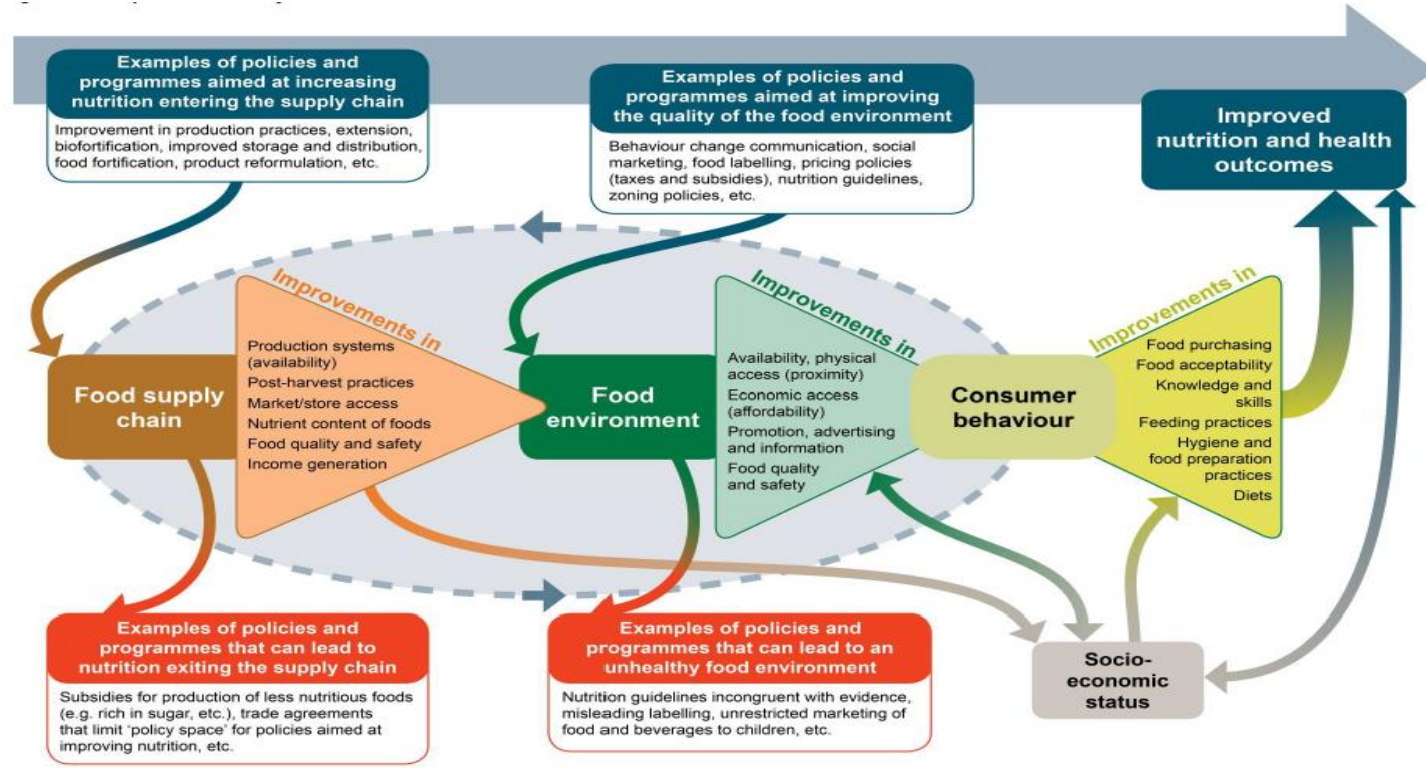 Examples of policies and
programmes aimed at increasing
nutrition entering the supply chain
Improvement in production practices, extension,
biofortification, improved storage and distribution,
food fortification, product reformulation, etc.
Examples of policies and
programmes aimed at improving
the quality of the food environment
Behaviour change communication, social
marketing, food labelling, pricing policies
(taxes and subsidies), nutrition guidelines,
zoning policies, etc.
Improved
nutrition and health
outcomes
Food supply
chain
Improvements in
Production systems
(availability)
Post-harvest practices
Market/store access
Nutrient content of foods
Food quality and safety
Income generation
Food
environment
Improvements in
Availability, physical
access (proximity)
Economic access
(affordability)
Promotion, advertising
and information
Food quality
and safety
Consumer
behaviour
Improvements in
Food purchasing
Food acceptability
Knowledge and
skills
Feeding practices
Hygiene and
food preparation
practices
Diets
Examples of policies and
programmes that can lead to
nutrition exiting the supply chain
Subsidies for production of less nutritious foods
(e.g. rich in sugar, etc.), trade agreements
that limit ‘policy space’ for policies aimed at
improving nutrition, etc.
Examples of policies and
programmes that can lead to an
unhealthy food environment
Nutrition guidelines incongruent with evidence,
misleading labelling, unrestricted marketing of
food and beverages to children, etc.
Socio-
economic
status